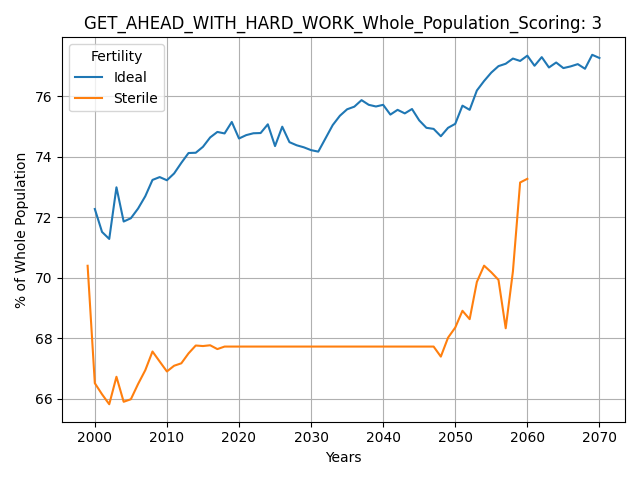 GET_AHEAD_WITH_HARD_WORK_Whole_Population_Scoring: 3
Fertility
Ideal
Sterile
% of Whole Population
76
74
72
70
68
66
2000 2010 2020 2030 2040 2050 2060 2070
Years